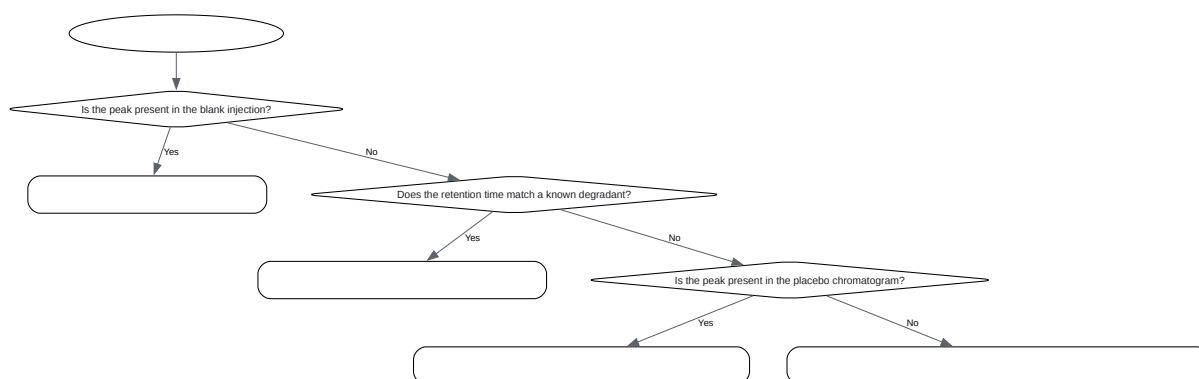 Is the peak present in the blank injection?
Yes
No
Does the retention time match a known degradant?
Yes
No
Is the peak present in the placebo chromatogram?
Yes
No